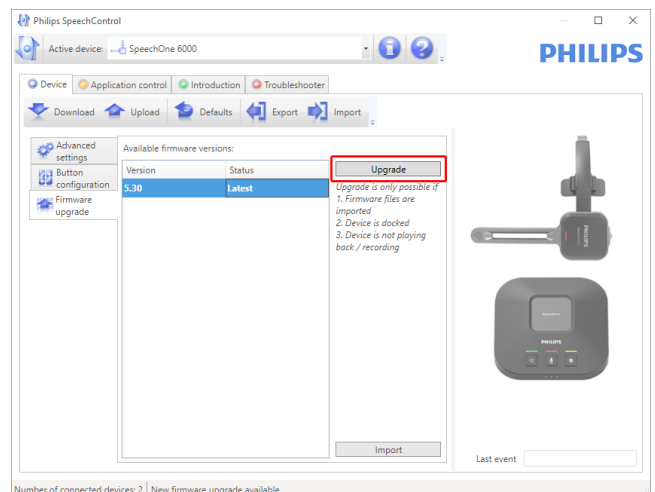 Philips SpeechControl
Active device: SpeechOne 6000
PHILIPS
Device Application control Introduction Troubleshooter
Download Upload Defaults Export Import
Advanced settings
Button configuration
Firmware upgrade
Available firmware versions:
Version Status
5.30 Latest
Upgrade
Upgrade is only possible if
1. Firmware files are
imported
2. Device is docked
3. Device is not playing
back / recording
Import
PHILIPS
PHILIPS
Last event
Number of connected devices: 2 New firmware upgrade available